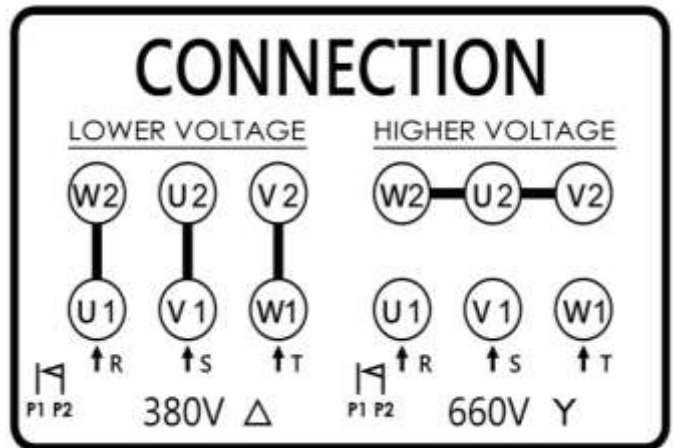 CONNECTION
LOWER VOLTAGE HIGHER VOLTAGE
W2 U2 V2 W2 U2 V2
U1 V1 W1 U1 V1 W1
R S T R S T
P1 P2 380V △ P1 P2 660V Y